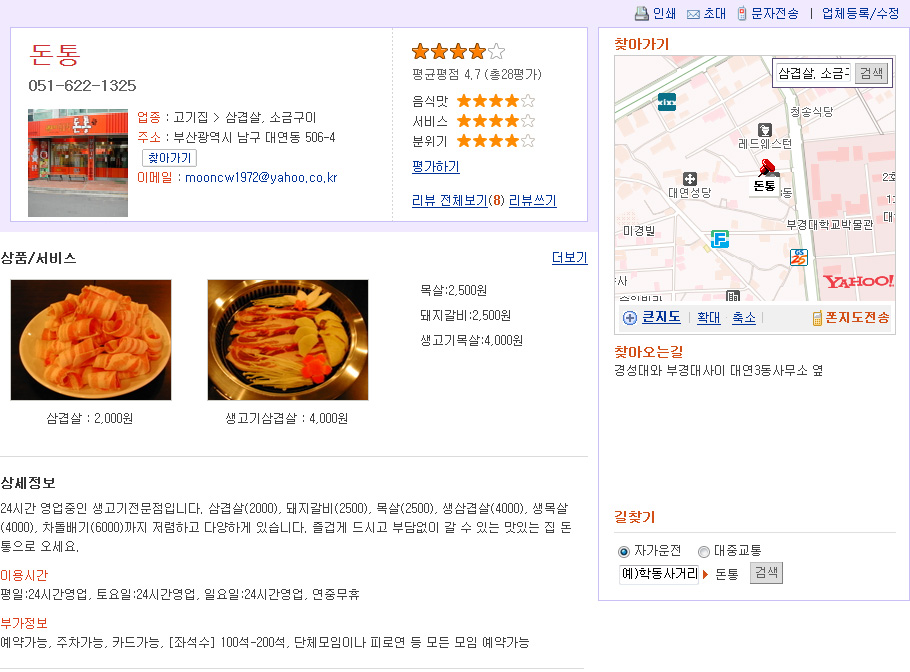 인쇄 초대 문자전송 | 업체등록/수정
돈통
051-622-1325
돈통
업종 : 고기집 > 삼겹살, 소금구이
주소 : 부산광역시 남구 대연동 506-4
찾아가기
이메일 : mooncw1972@yahoo.co.kr
평균평점 4.7 (총28평가)
음식맛
서비스
분위기
평가하기
리뷰 전체보기(8) 리뷰쓰기
상품/서비스
더보기
삼겹살 : 2,000원
생고기삼겹살 : 4,000원
목살:2,500원
돼지갈비:2,500원
생고기목살:4,000원
상세정보
24시간 영업중인 생고기전문점입니다. 삼겹살(2000), 돼지갈비(2500), 목살(2500), 생삼겹살(4000), 생목살
(4000), 차돌배기(6000)까지 저렴하고 다양하게 있습니다. 즐겁게 드시고 부담없이 갈 수 있는 맛있는 집 돈
통으로 오세요.
이용시간
평일:24시간영업, 토요일:24시간영업, 일요일:24시간영업, 연중무휴
부가정보
예약가능, 주차가능, 카드가능, [좌석수] 100석-200석, 단체모임이나 피로연 등 모든 모임 예약가능
찾아가기
삼겹살, 소금구 검색
청송식당
레드웨스턴
돈통
대연성당
동
미경빌
부경대학교박물관
GS
25
YAHOO!
큰지도 | 확대 축소 |
폰지도전송
찾아오는길
경성대와 부경대사이 대연3동사무소 옆
길찾기
자가운전 대중교통
예)학동사거리 돈통 검색